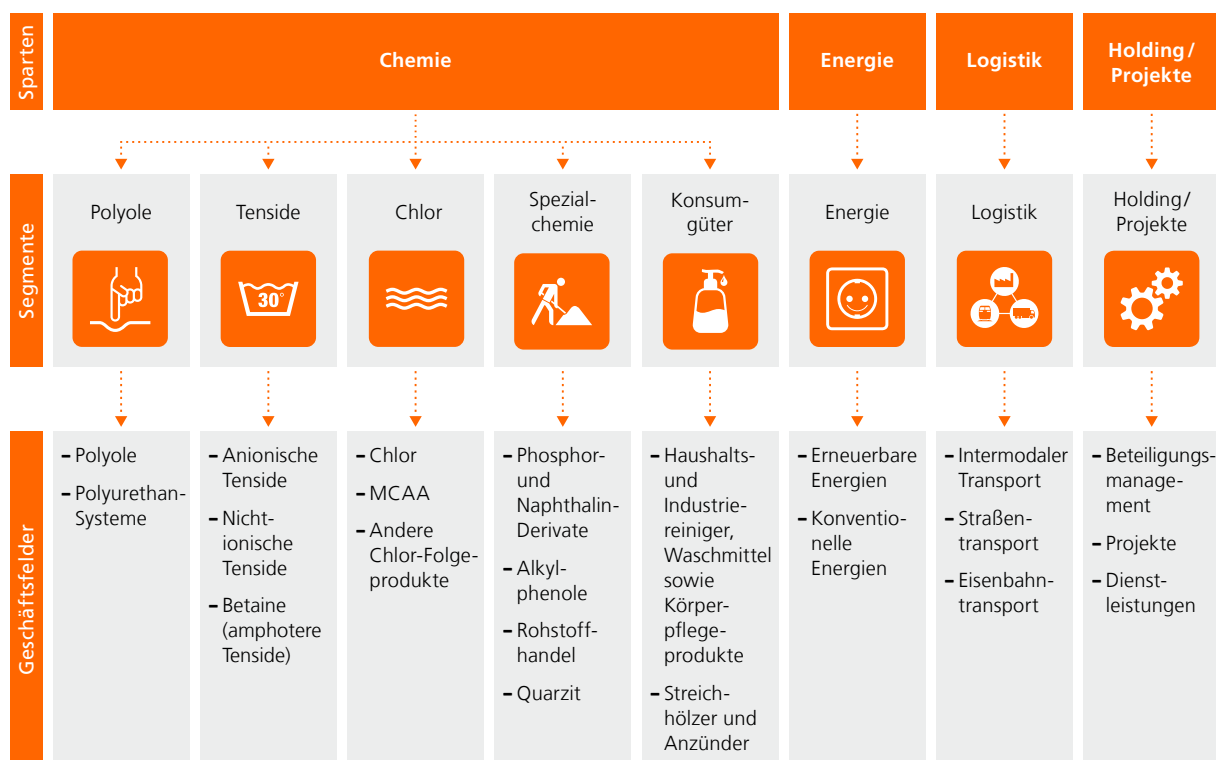 Sparten
Chemie
Energie
Logistik
Holding/
Projekte
Segmente
Polyole
Tenside
30°
Chlor
Spezial-
chemie
Konsum-
güter
Energie
Logistik
Holding/
Projekte
Geschäftsfelder
– Polyole
– Polyurethan-
Systeme
– Anionische
Tenside
– Nicht-
ionische
Tenside
– Betaine
(amphotere
Tenside)
– Chlor
– MCAA
– Andere
Chlor-Folge-
produkte
– Phosphor-
und
Naphthalin-
Derivate
– Alkyl-
phenole
– Rohstoff-
handel
– Quarzit
– Haushalts-
und
Industrie-
reiniger,
Waschmittel
sowie
Körper-
pflege-
produkte
– Streich-
hölzer und
Anzünder
– Erneuerbare
Energien
– Konventio-
nelle
Energien
– Intermodaler
Transport
– Straßen-
transport
– Eisenbahn-
transport
– Beteiligungs-
manage-
ment
– Projekte
– Dienst-
leistungen